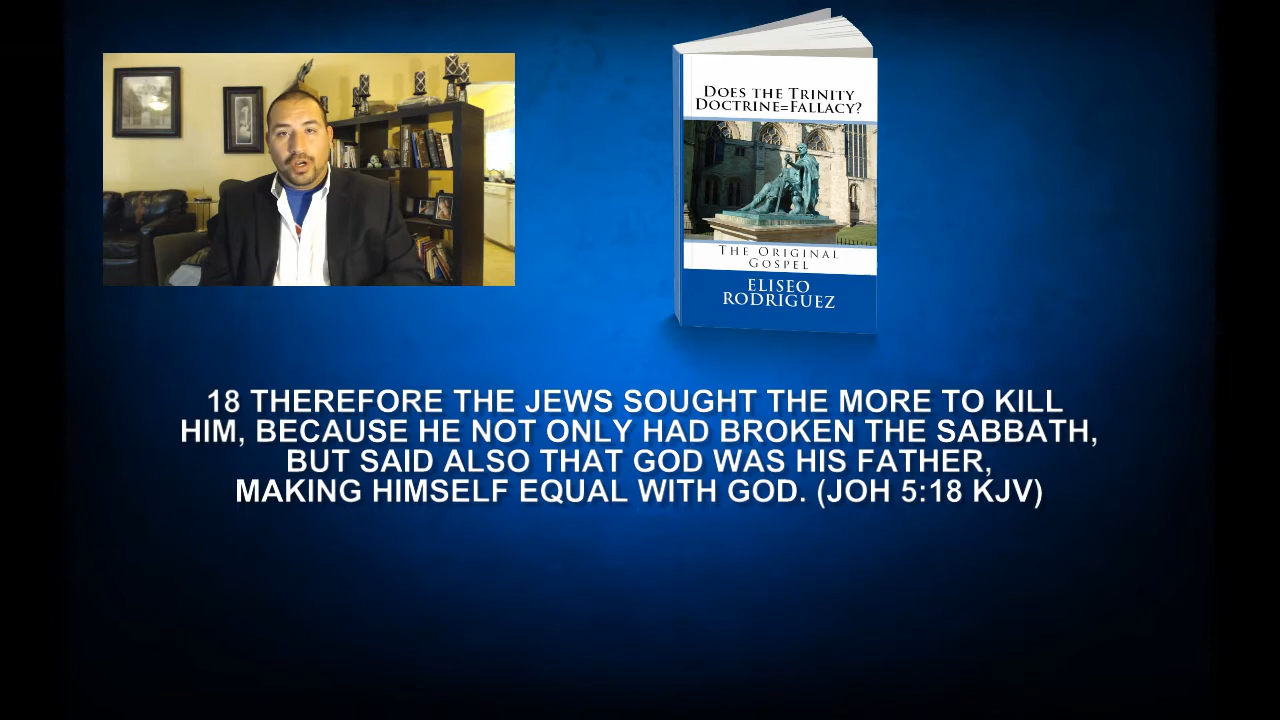 Does the Trinity
Doctrine=Fallacy?
The Original
Gospel
Eliseo
Rodriguez
18 THEREFORE THE JEWS SOUGHT THE MORE TO KILL
HIM, BECAUSE HE NOT ONLY HAD BROKEN THE SABBATH,
BUT SAID ALSO THAT GOD WAS HIS FATHER,
MAKING HIMSELF EQUAL WITH GOD. (JOH 5:18 KJV)